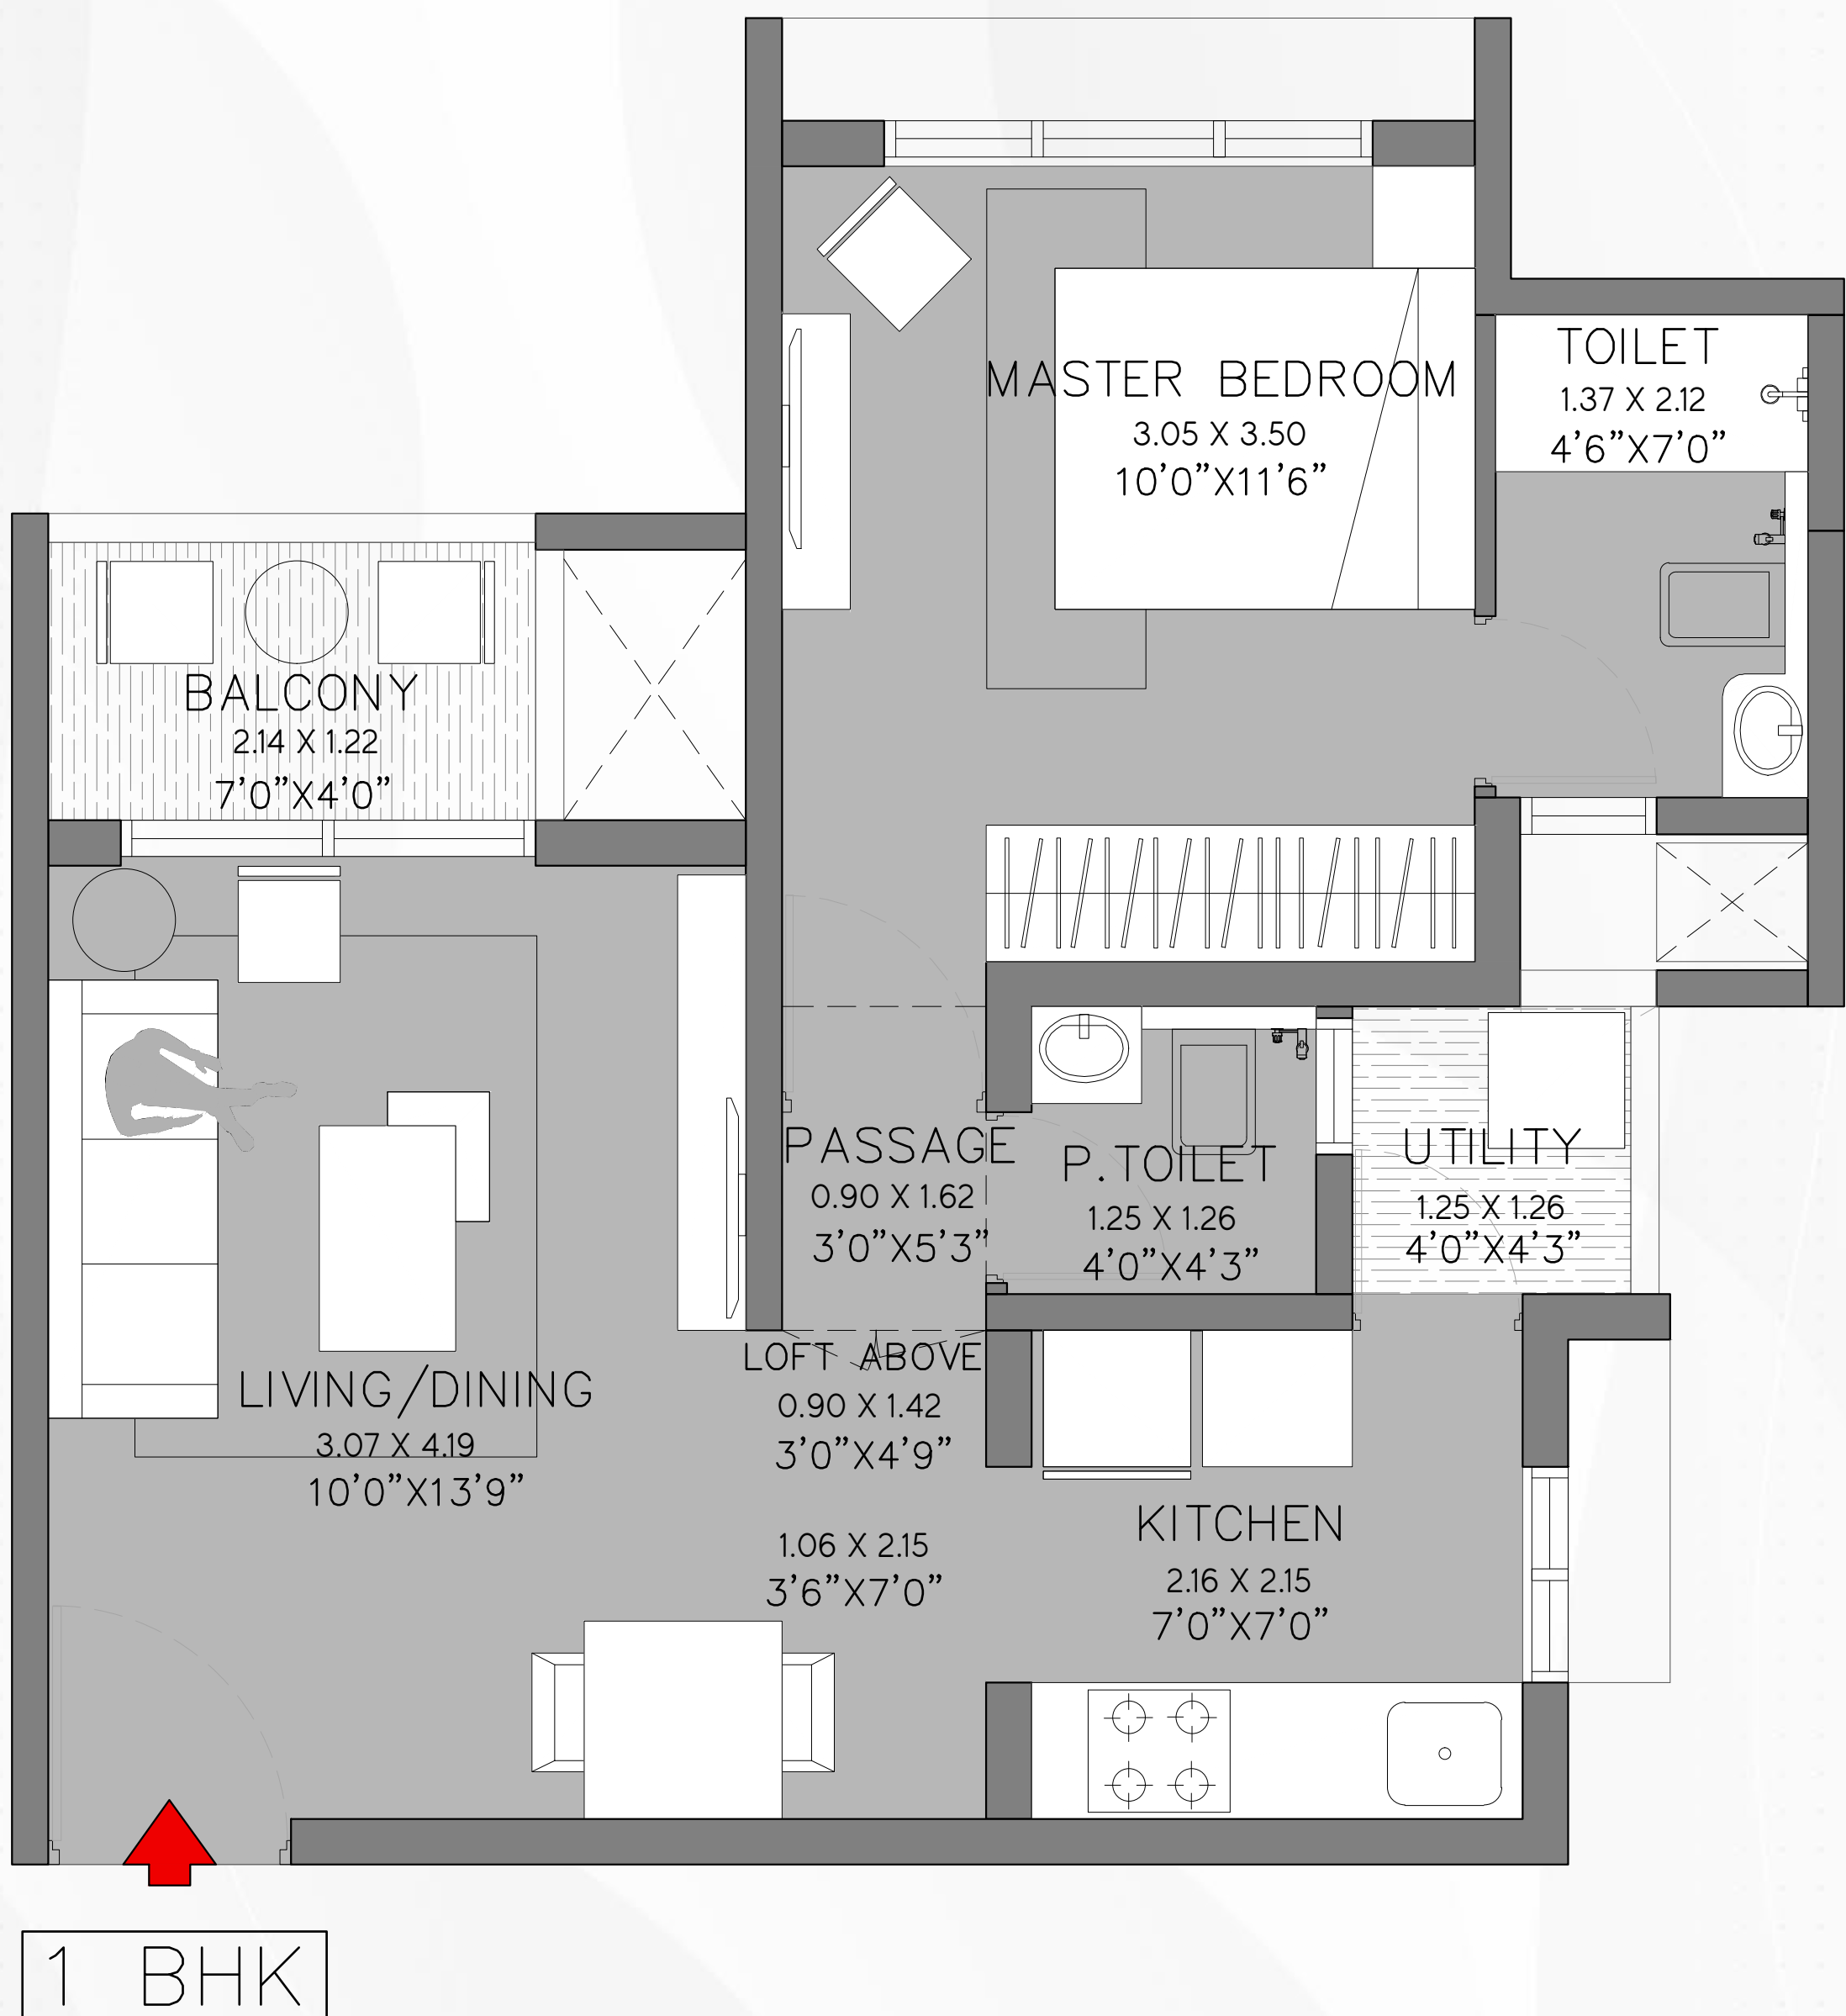 MASTER BEDROOM
3.05 X 3.50
10'0"X11'6"
TOILET
1.37 X 2.12
4'6"X7'0"
BALCONY
2.14 X 1.22
7'0"X4'0"
PASSAGE
0.90 X 1.62
3'0"X5'3"
P.TOILET
1.25 X 1.26
4'0"X4'3"
UTILITY
1.25 X 1.26
4'0"X4'3"
LOFT ABOVE
0.90 X 1.42
3'0"X4'9"
LIVING/DINING
3.07 X 4.19
10'0"X13'9"
1.06 X 2.15
3'6"X7'0"
KITCHEN
2.16 X 2.15
7'0"X7'0"
1 BHK